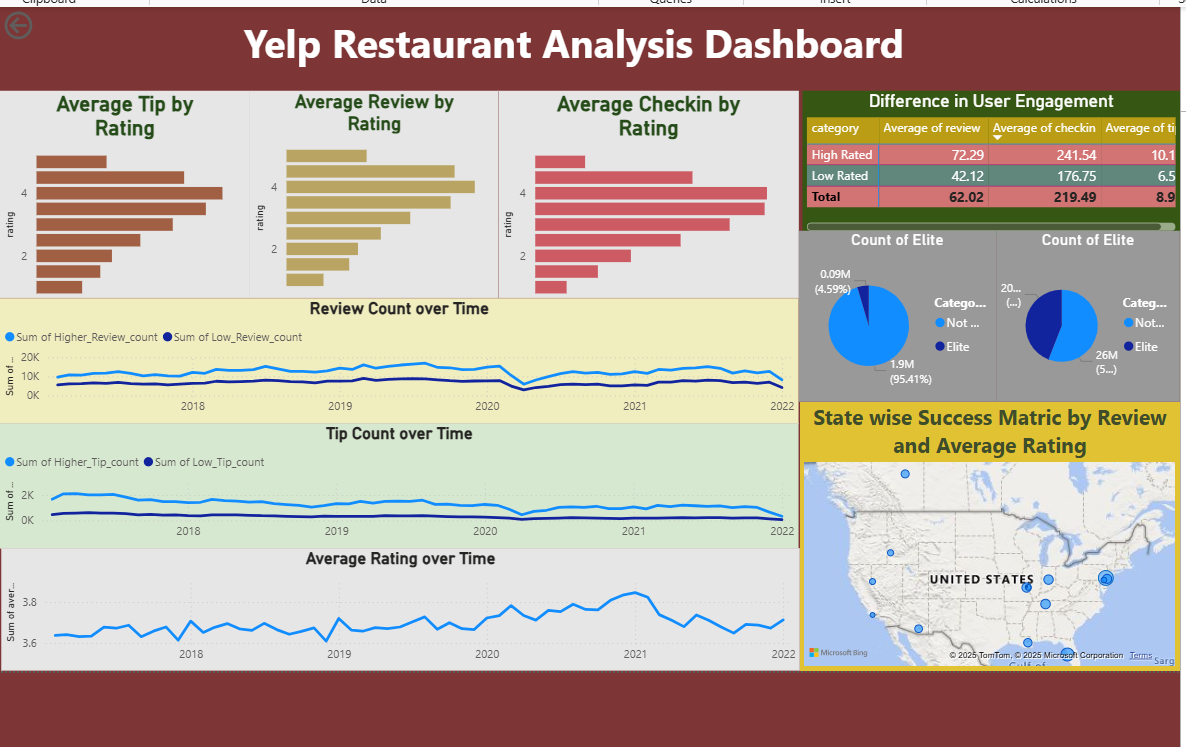 Clipboard
Data
Queries
Insert
Calculations
Yelp Restaurant Analysis Dashboard
Average Tip by
Rating
rating
4
2
Average Review by
Rating
rating
4
2
Average Checkin by
Rating
rating
4
2
Difference in User Engagement
category Average of review Average of checkin Average of ti
High Rated 72.29 241.54 10.1
Low Rated 42.12 176.75 6.5
Total 62.02 219.49 8.9
Count of Elite
0.09M
(4.59%)
1.9M
(95.41%)
Catego...
Not ...
Elite
Count of Elite
20...
(...)
26M
(5...)
Categ...
Not...
Elite
Review Count over Time
Sum of Higher_Review_count Sum of Low_Review_count
Sum of ...
20K
10K
0K
2018 2019 2020 2021 2022
Tip Count over Time
Sum of Higher_Tip_count Sum of Low_Tip_count
Sum of ...
2K
0K
2018 2019 2020 2021 2022
Average Rating over Time
Sum of aver...
3.8
3.6
2018 2019 2020 2021 2022
State wise Success Matric by Review
and Average Rating
UNITED STATES
Microsoft Bing
© 2025 TomTom, © 2025 Microsoft Corporation Terms
Gulf of
Sarg